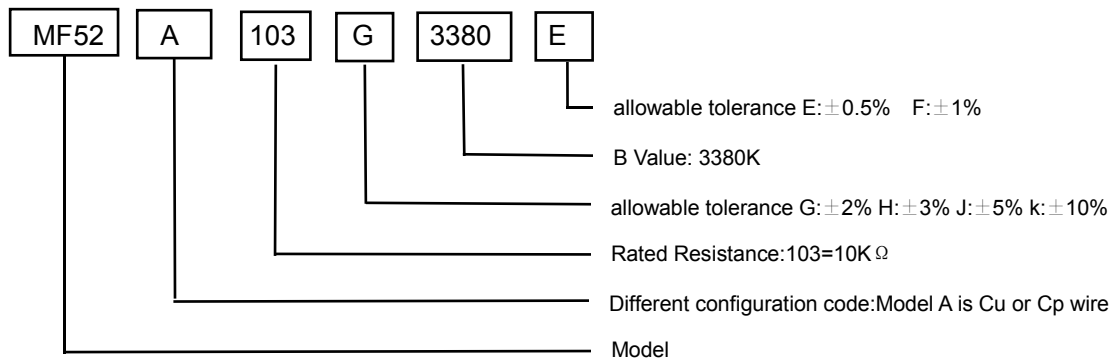 MF52 A 103 G 3380 E
allowable tolerance E:±0.5% F:±1%
B Value: 3380K
allowable tolerance G:±2% H:±3% J:±5% k:±10%
Rated Resistance:103=10KΩ
Different configuration code:Model A is Cu or Cp wire
Model